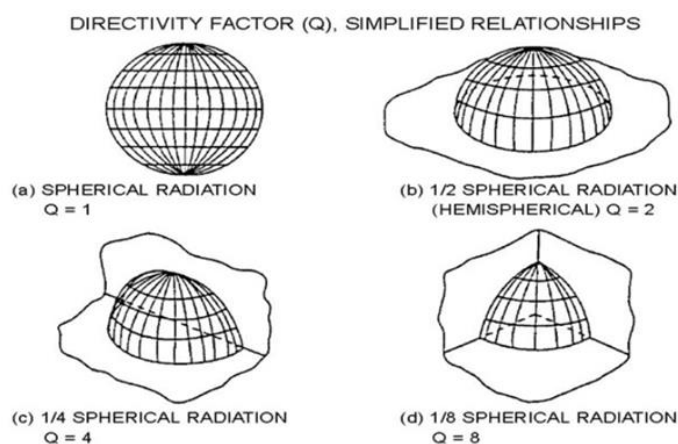 DIRECTIVITY FACTOR (Q), SIMPLIFIED RELATIONSHIPS
(a) SPHERICAL RADIATION
Q = 1
(b) 1/2 SPHERICAL RADIATION
(HEMISPHERICAL) Q = 2
(c) 1/4 SPHERICAL RADIATION
Q = 4
(d) 1/8 SPHERICAL RADIATION
Q = 8